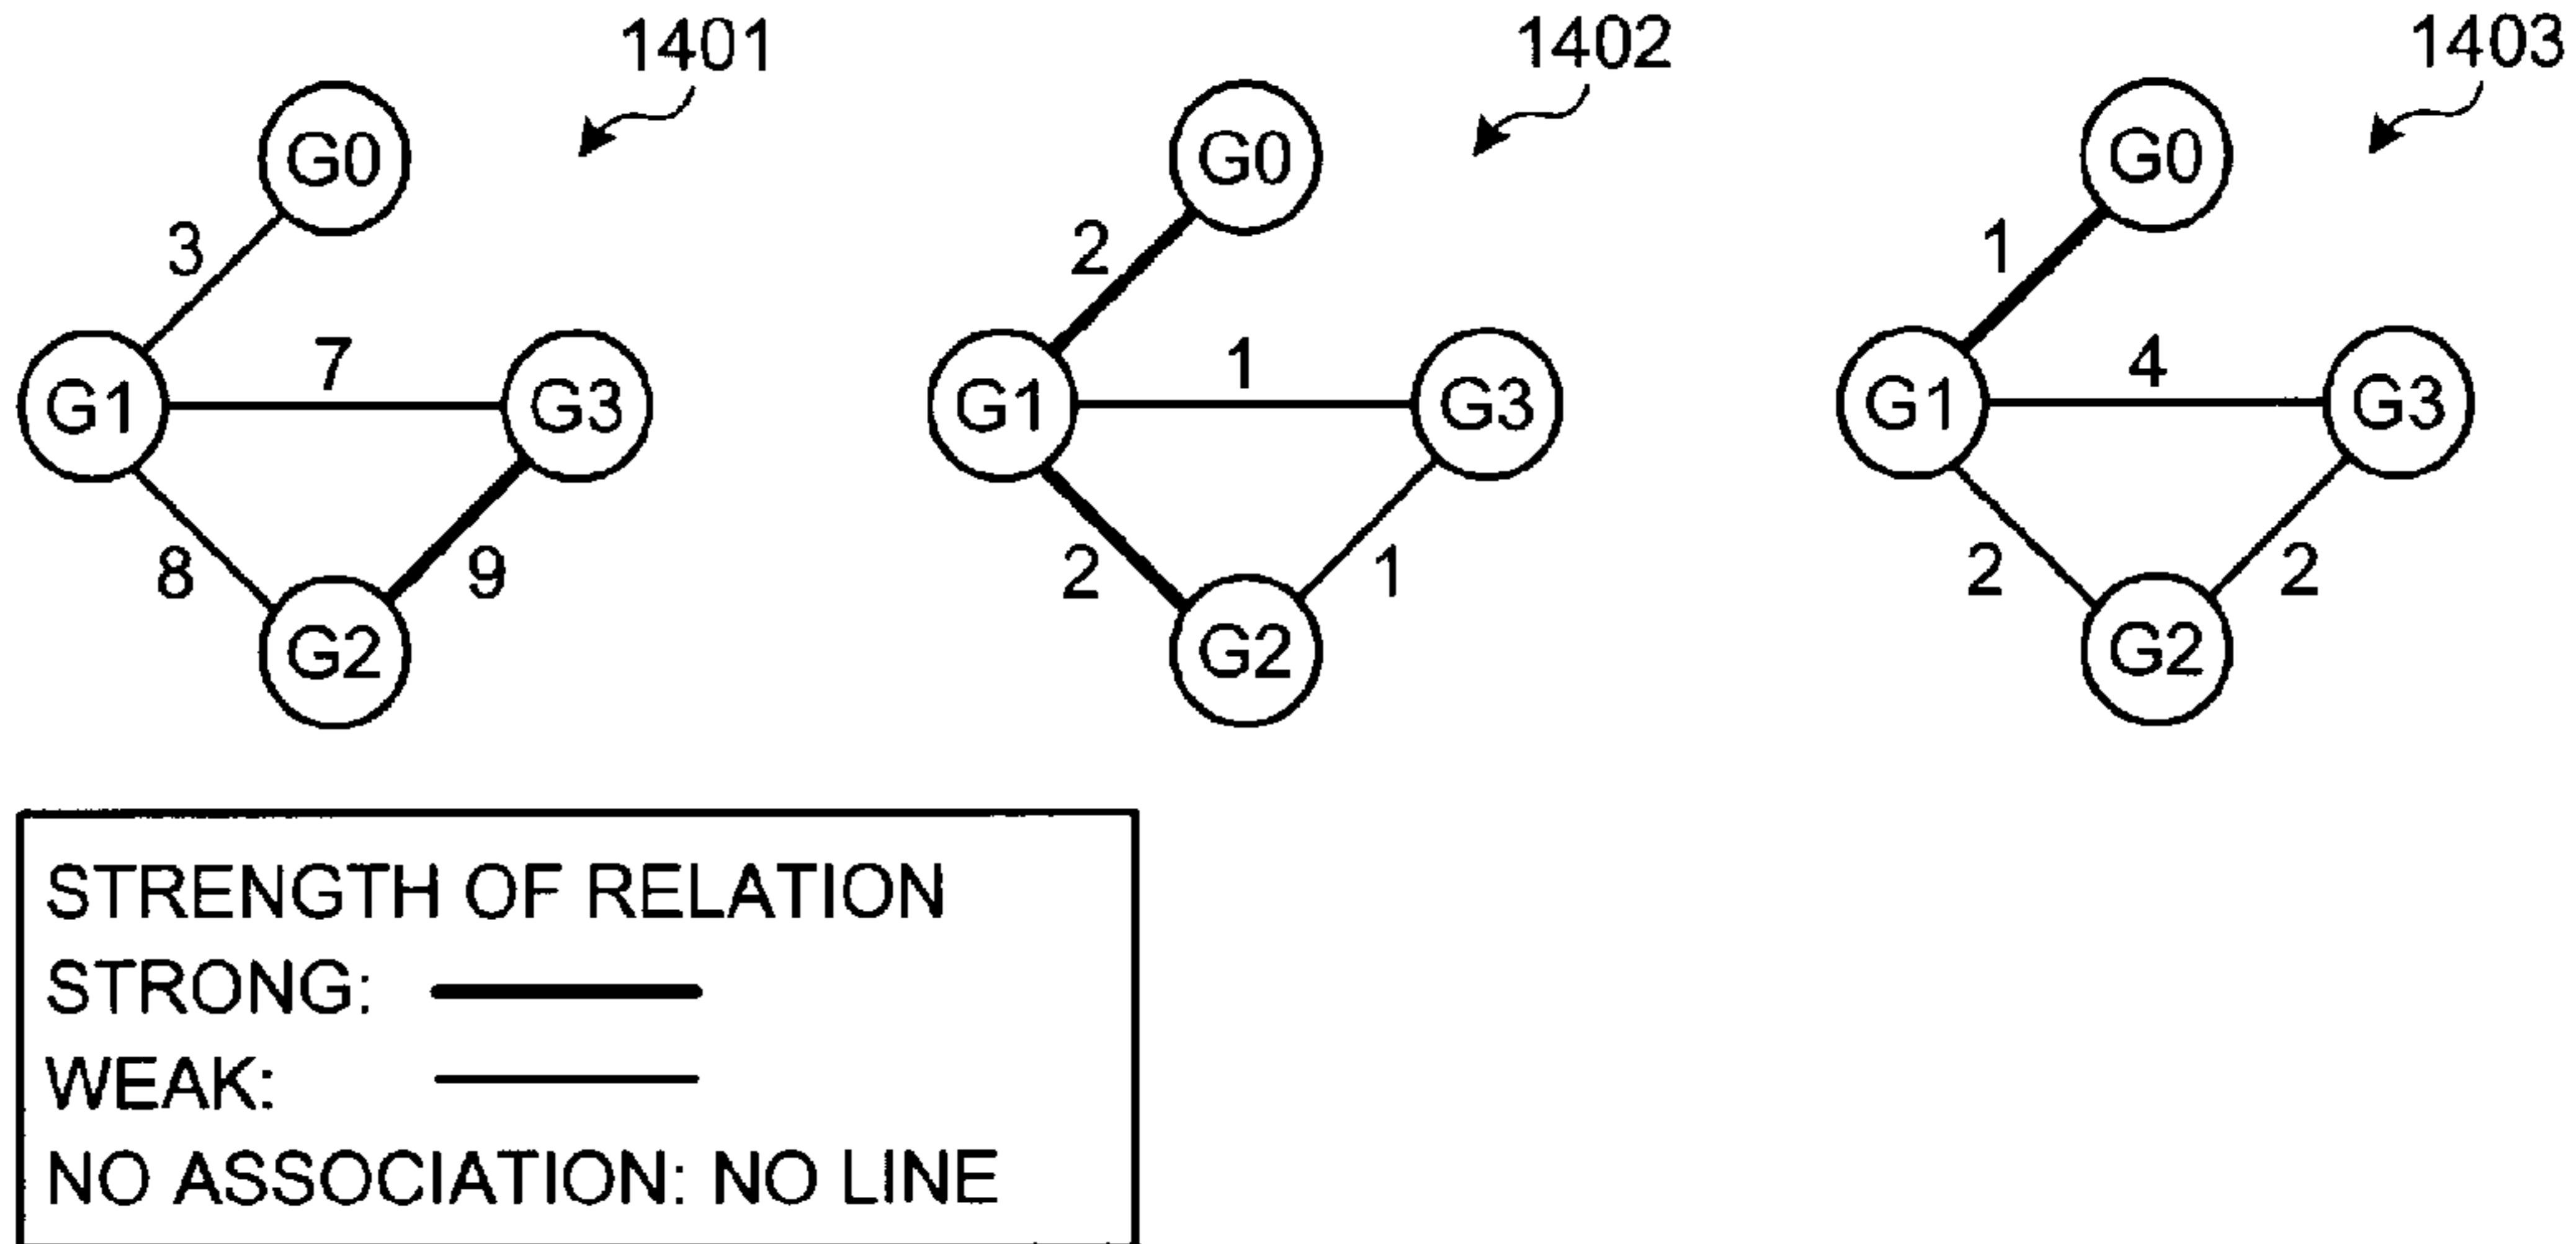 1401
1402
1403
G0
G0
G0
3
2
1
G1
7
G3
G1
1
G3
G1
4
G3
8
9
2
1
2
2
G2
G2
G2
STRENGTH OF RELATION
STRONG:
WEAK:
NO ASSOCIATION: NO LINE